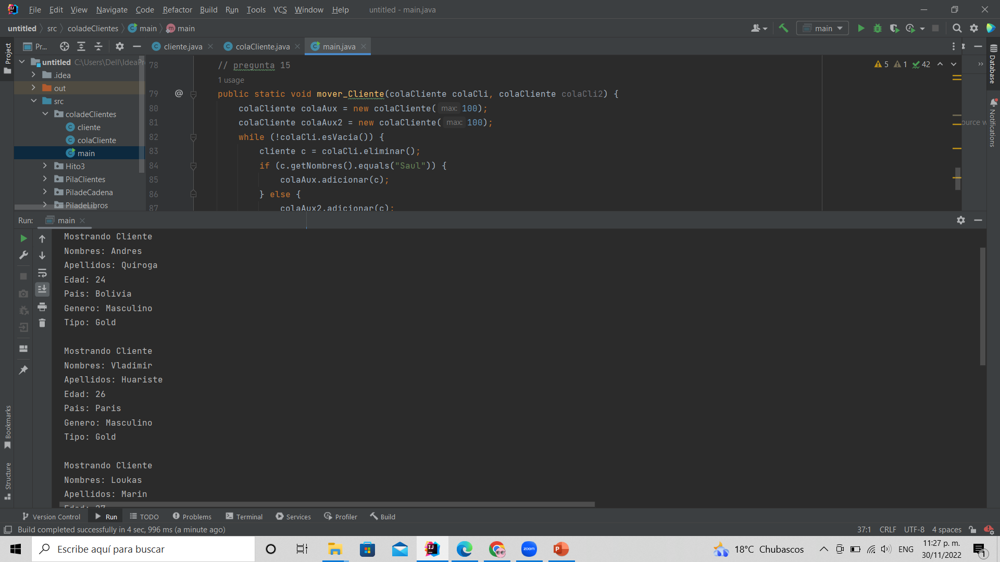 File Edit View Navigate Code Refactor Build Run Tools VCS Window Help untitled - main.java
untitled src coladeClientes main main
main
Pr... cliente.java colaCliente.java main.java
Project
untitled C:\Users\Dell\IdeaPr
.idea
out
src
coladeClientes
cliente
colaCliente
main
Hito3
PilaClientes
PiladeCadena
PiladeLibros
78 // pregunta 15
1 usage
79 @ public static void mover_Cliente(colaCliente colaCli, colaCliente colaCli2) {
80 colaCliente colaAux = new colaCliente( max: 100);
81 colaCliente colaAux2 = new colaCliente( max: 100);
82 while (!colaCli.esVacia()) {
83 cliente c = colaCli.eliminar();
84 if (c.getNombres().equals("Saul")) {
85 colaAux.adicionar(c);
86 } else {
87 colaAux2.adicionar(c);
5 1 42
ource w
Database
Notifications
Run: main
Mostrando Cliente
Nombres: Andres
Apellidos: Quiroga
Edad: 24
Pais: Bolivia
Genero: Masculino
Tipo: Gold
Mostrando Cliente
Nombres: Vladimir
Apellidos: Huariste
Edad: 26
Pais: Paris
Genero: Masculino
Tipo: Gold
Mostrando Cliente
Nombres: Loukas
Apellidos: Marin
Edad: 27
Bookmarks
Structure
Version Control Run TODO Problems Terminal Services Profiler Build
Build completed successfully in 4 sec, 996 ms (a minute ago) 37:1 CRLF UTF-8 4 spaces
Escribe aquí para buscar
zoom
18°C Chubascos ENG
11:27 p. m.
30/11/2022
1